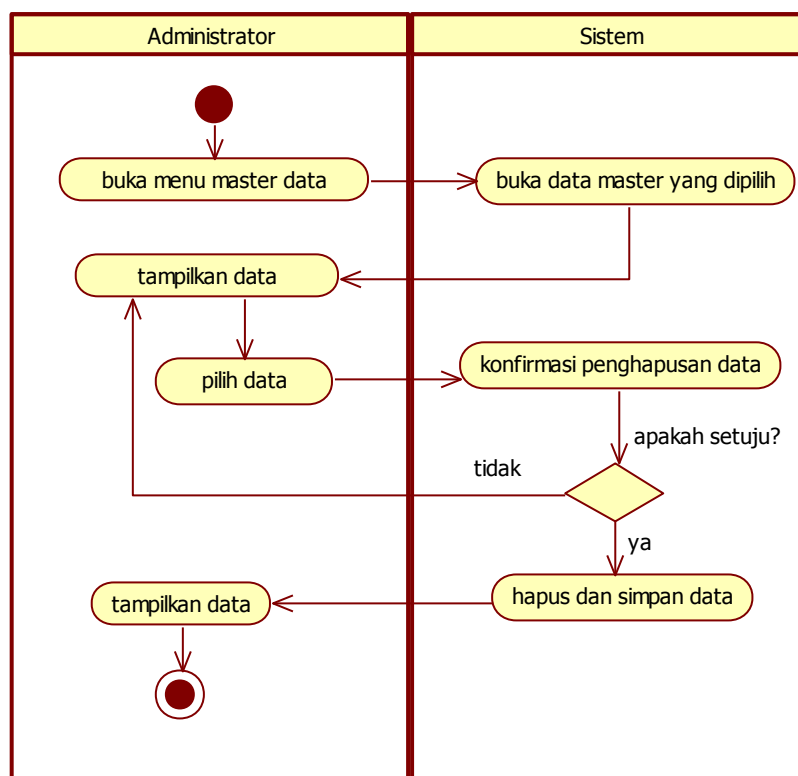 Administrator
Sistem
buka menu master data
buka data master yang dipilih
tampilkan data
pilih data
konfirmasi penghapusan data
apakah setuju?
tidak
ya
tampilkan data
hapus dan simpan data